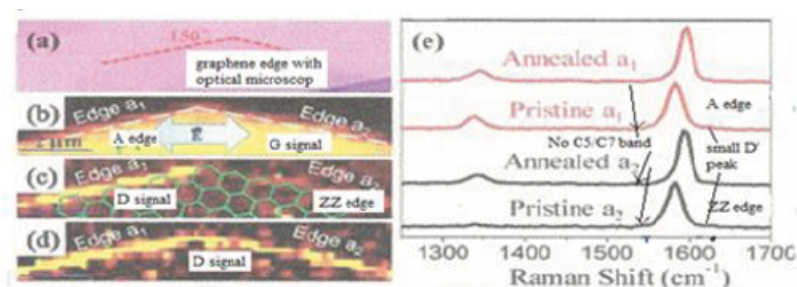 (a)
150°
graphene edge with
optical microscop
(b)
Edge a1
Edge a2
2 μm
A edge
G signal
(c)
Edge a1
D signal
ZZ edge
(d)
Edge a1
Edge a2
D signal
(e)
Annealed a1
Pristine a1
A edge
No C5/C7 band
small D'
peak
Annealed
a2
Pristine a2
ZZ edge
1300
1400
1500
1600
1700
Raman Shift (cm-1)